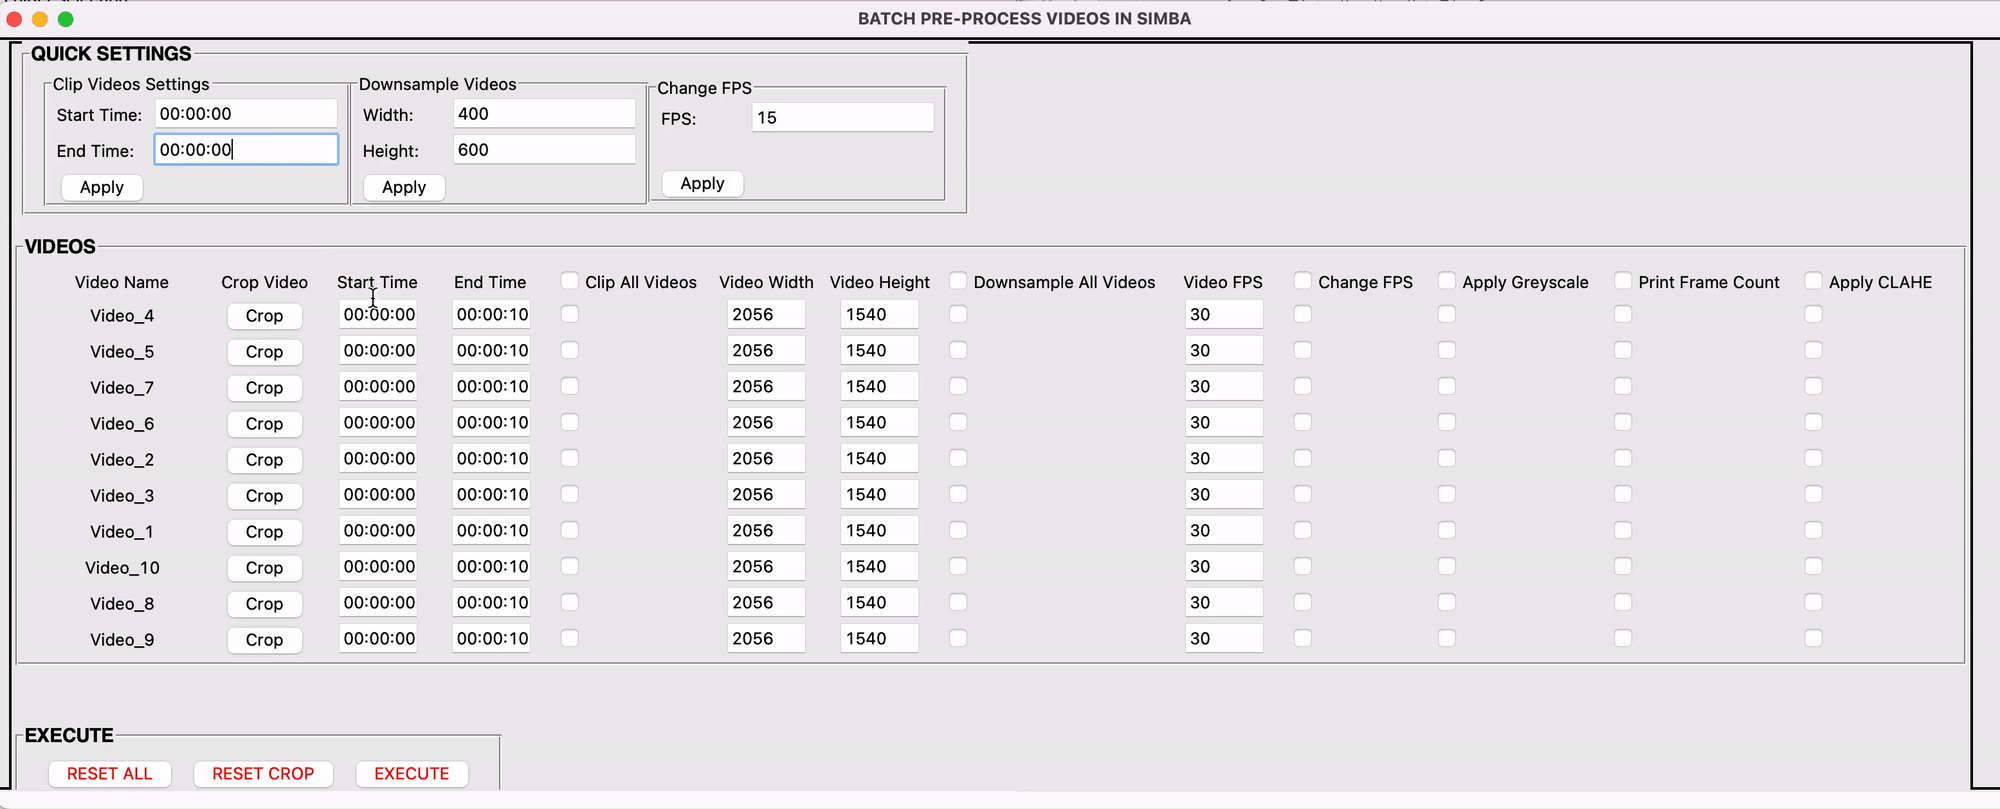 BATCH PRE-PROCESS VIDEOS IN SIMBA
QUICK SETTINGS
Clip Videos Settings Downsample Videos Change FPS
Start Time: 00:00:00 Width: 400 FPS: 15
End Time: 00:00:00 Height: 600
Apply Apply Apply
VIDEOS
Video Name Crop Video Start Time End Time Clip All Videos Video Width Video Height Downsample All Videos Video FPS Change FPS Apply Greyscale Print Frame Count Apply CLAHE
Video_4 Crop 00:00:00 00:00:10 2056 1540 30
Video_5 Crop 00:00:00 00:00:10 2056 1540 30
Video_7 Crop 00:00:00 00:00:10 2056 1540 30
Video_6 Crop 00:00:00 00:00:10 2056 1540 30
Video_2 Crop 00:00:00 00:00:10 2056 1540 30
Video_3 Crop 00:00:00 00:00:10 2056 1540 30
Video_1 Crop 00:00:00 00:00:10 2056 1540 30
Video_10 Crop 00:00:00 00:00:10 2056 1540 30
Video_8 Crop 00:00:00 00:00:10 2056 1540 30
Video_9 Crop 00:00:00 00:00:10 2056 1540 30
EXECUTE
RESET ALL RESET CROP EXECUTE